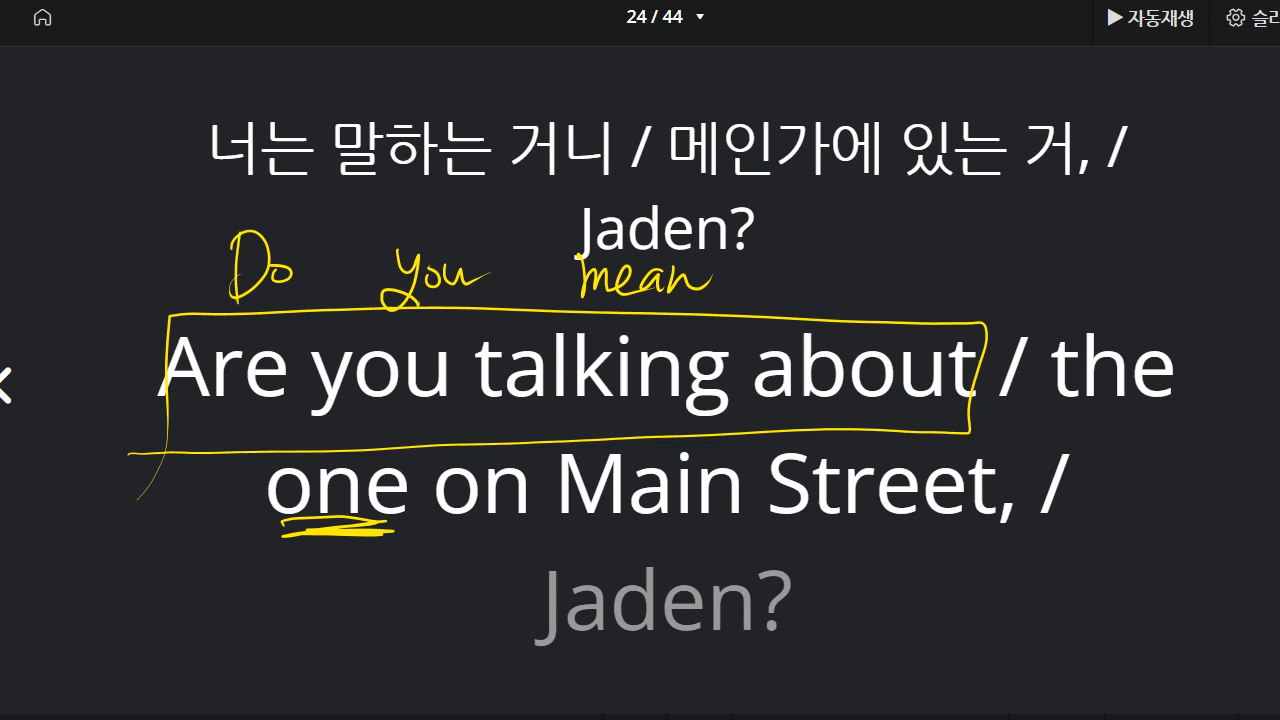 24 / 44
자동재생
너는 말하는 거니 / 메인가에 있는 거, /
Jaden?
Do you mean
Are you talking about / the
one on Main Street, /
Jaden?